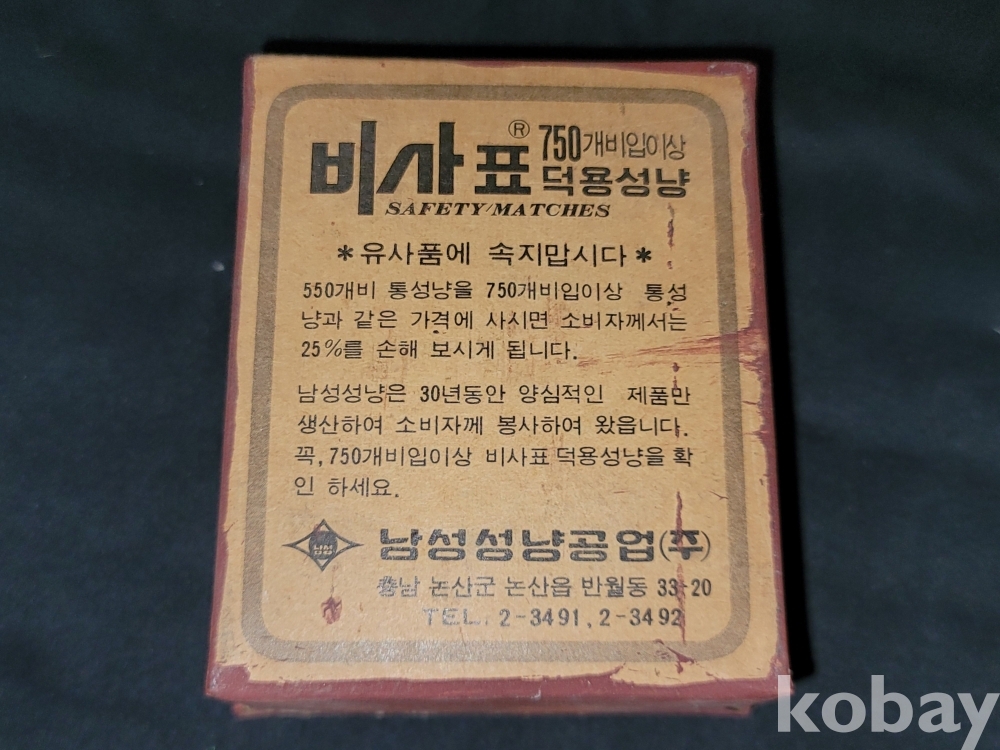 비사표 ® 750개비입이상
덕용성냥
SAFETY MATCHES
*유사품에 속지맙시다*
550개비 통성냥을 750개비입이상 통성
냥과 같은 가격에 사시면 소비자께서는
25%를 손해 보시게 됩니다.
남성성냥은 30년동안 양심적인 제품만
생산하여 소비자께 봉사하여 왔읍니다.
꼭, 750개비입이상 비사표 덕용성냥을 확
인 하세요.
남성
남성성냥공업(주)
충남 논산군 논산읍 반월동 33-20
TEL. 2-3491, 2-3492
kobay